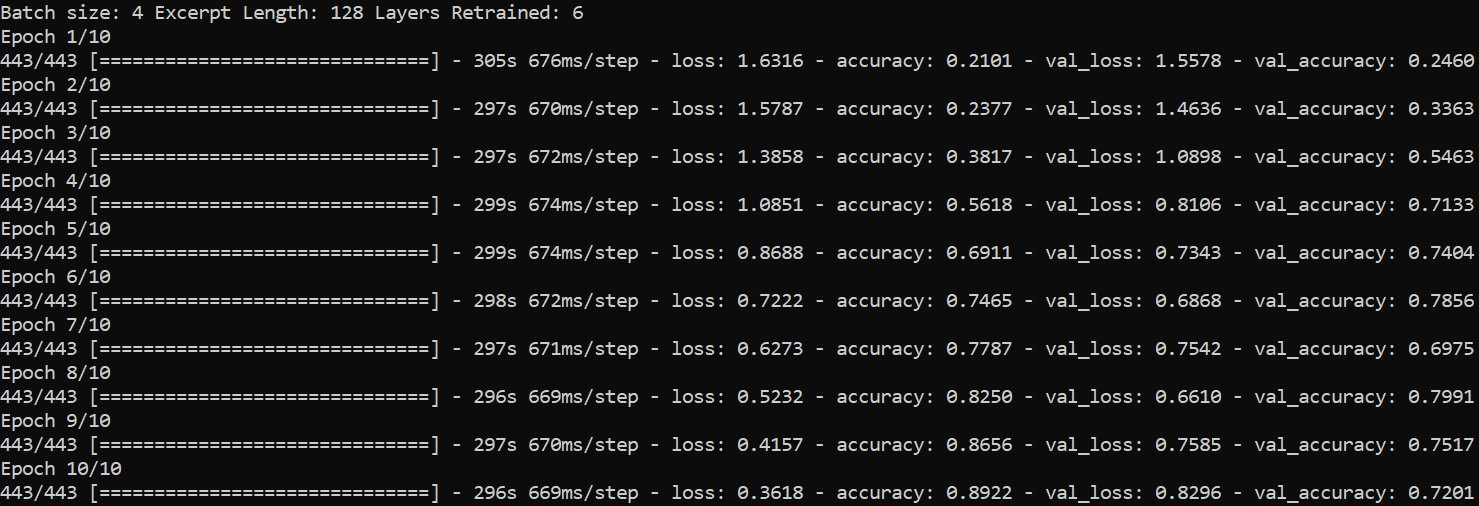 Batch size: 4 Excerpt Length: 128 Layers Retrained: 6
Epoch 1/10
443/443 [==============================] - 305s 676ms/step - loss: 1.6316 - accuracy: 0.2101 - val_loss: 1.5578 - val_accuracy: 0.2460
Epoch 2/10
443/443 [==============================] - 297s 670ms/step - loss: 1.5787 - accuracy: 0.2377 - val_loss: 1.4636 - val_accuracy: 0.3363
Epoch 3/10
443/443 [==============================] - 297s 672ms/step - loss: 1.3858 - accuracy: 0.3817 - val_loss: 1.0898 - val_accuracy: 0.5463
Epoch 4/10
443/443 [==============================] - 299s 674ms/step - loss: 1.0851 - accuracy: 0.5618 - val_loss: 0.8106 - val_accuracy: 0.7133
Epoch 5/10
443/443 [==============================] - 299s 674ms/step - loss: 0.8688 - accuracy: 0.6911 - val_loss: 0.7343 - val_accuracy: 0.7404
Epoch 6/10
443/443 [==============================] - 298s 672ms/step - loss: 0.7222 - accuracy: 0.7465 - val_loss: 0.6868 - val_accuracy: 0.7856
Epoch 7/10
443/443 [==============================] - 297s 671ms/step - loss: 0.6273 - accuracy: 0.7787 - val_loss: 0.7542 - val_accuracy: 0.6975
Epoch 8/10
443/443 [==============================] - 296s 669ms/step - loss: 0.5232 - accuracy: 0.8250 - val_loss: 0.6610 - val_accuracy: 0.7991
Epoch 9/10
443/443 [==============================] - 297s 670ms/step - loss: 0.4157 - accuracy: 0.8656 - val_loss: 0.7585 - val_accuracy: 0.7517
Epoch 10/10
443/443 [==============================] - 296s 669ms/step - loss: 0.3618 - accuracy: 0.8922 - val_loss: 0.8296 - val_accuracy: 0.7201